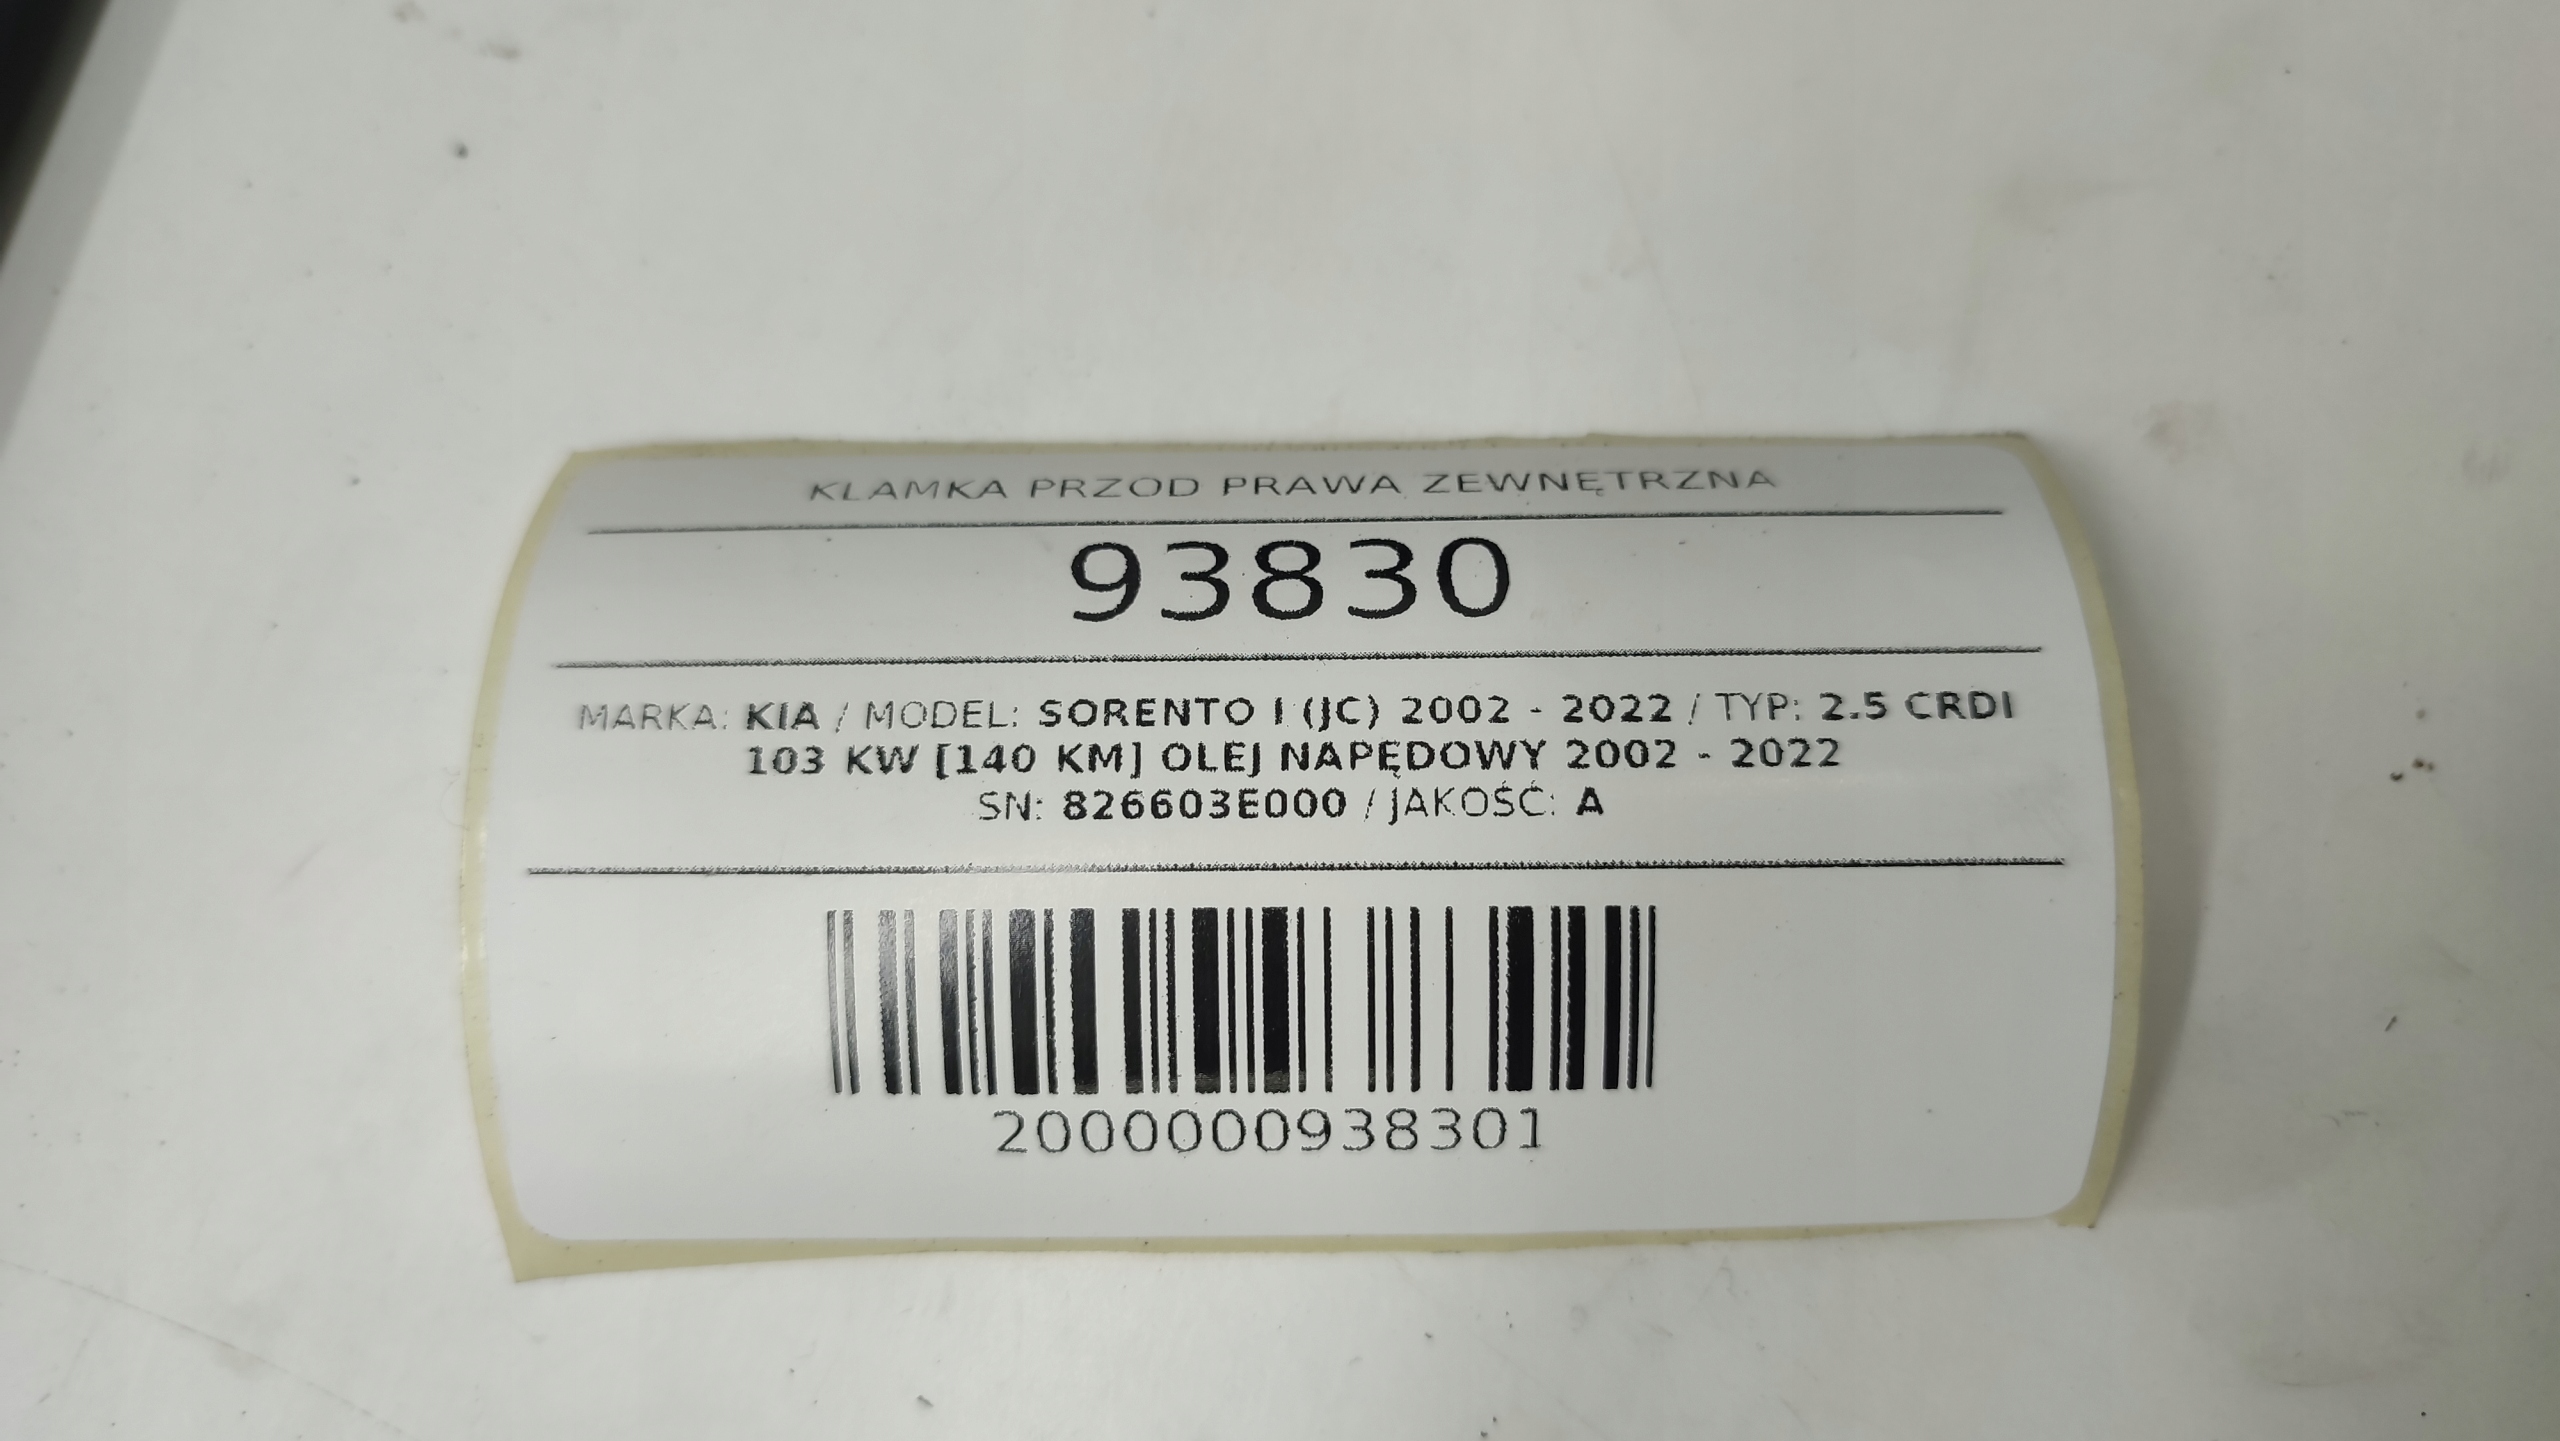 KLAMKA PRZÓD PRAWA ZEWNĘTRZNA
93830
MARKA: KIA / MODEL: SORENTO I (JC) 2002 - 2022 / TYP: 2.5 CRDI
103 KW [140 KM] OLEJ NAPĘDOWY 2002 - 2022
SN: 826603E000 / JAKOŚĆ: A
2000000938301